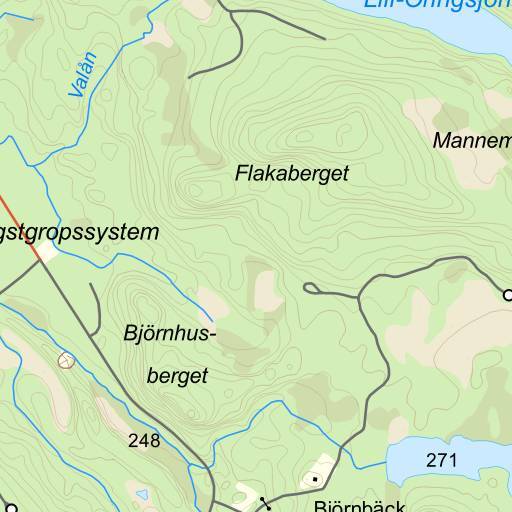 Valån
Mannem
Flakaberget
gstgropssystem
Björnhus-
berget
248
271
Björnbäck